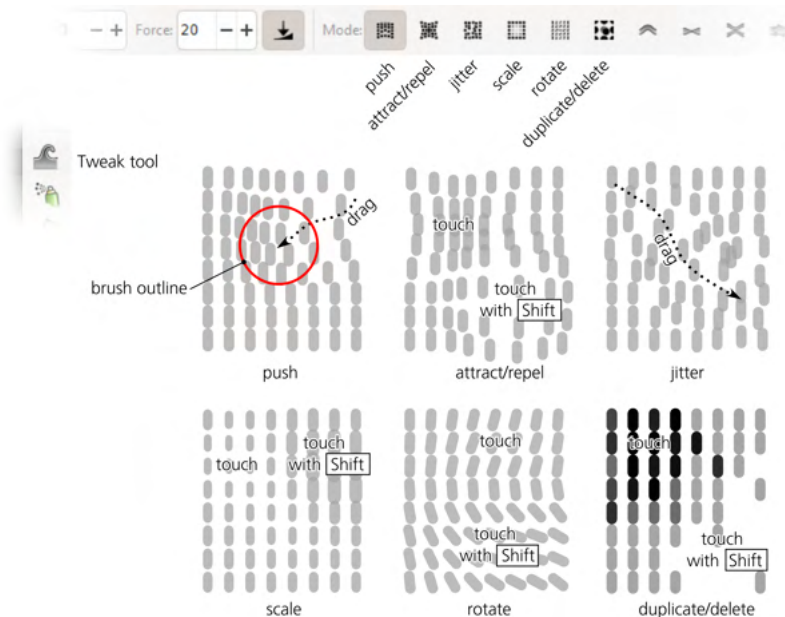 Force: 20 − + Mode:
push
attract/repel
jitter
scale
rotate
duplicate/delete
Tweak tool
drag
brush outline
push
touch
touch
with Shift
attract/repel
drag
jitter
touch
touch
with Shift
scale
touch
touch
with Shift
rotate
touch
touch
with Shift
duplicate/delete